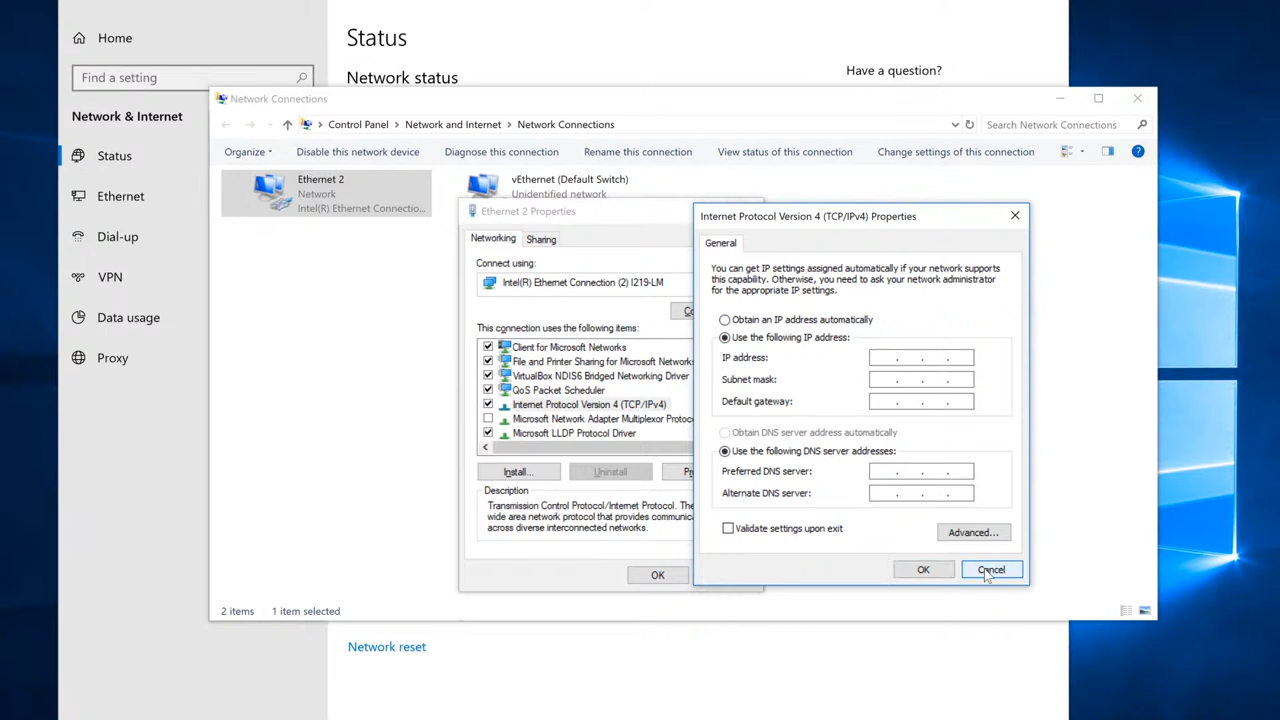 Home
Find a setting
Network & Internet
Status
Ethernet
Dial-up
VPN
Data usage
Proxy
Status
Network status
Have a question?
Network Connections
Control Panel > Network and Internet > Network Connections
Search Network Connections
Organize
Disable this network device
Diagnose this connection
Rename this connection
View status of this connection
Change settings of this connection
Ethernet 2
Network
Intel(R) Ethernet Connectio...
vEthernet (Default Switch)
Unidentified network
Ethernet 2 Properties
Networking
Sharing
Connect using:
Intel(R) Ethernet Connection (2) I219-LM
This connection uses the following items:
Client for Microsoft Networks
File and Printer Sharing for Microsoft Networks
VirtualBox NDIS6 Bridged Networking Driver
QoS Packet Scheduler
Internet Protocol Version 4 (TCP/IPv4)
Microsoft Network Adapter Multiplexor Protoc
Microsoft LLDP Protocol Driver
Install...
Uninstall
Description
Transmission Control Protocol/Internet Protocol. The
wide area network protocol that provides communica
across diverse interconnected networks.
OK
Internet Protocol Version 4 (TCP/IPv4) Properties
General
You can get IP settings assigned automatically if your network supports
this capability. Otherwise, you need to ask your network administrator
for the appropriate IP settings.
Obtain an IP address automatically
Use the following IP address:
IP address:
Subnet mask:
Default gateway:
Obtain DNS server address automatically
Use the following DNS server addresses:
Preferred DNS server:
Alternate DNS server:
Validate settings upon exit
Advanced...
OK
Cancel
2 items
1 item selected
Network reset